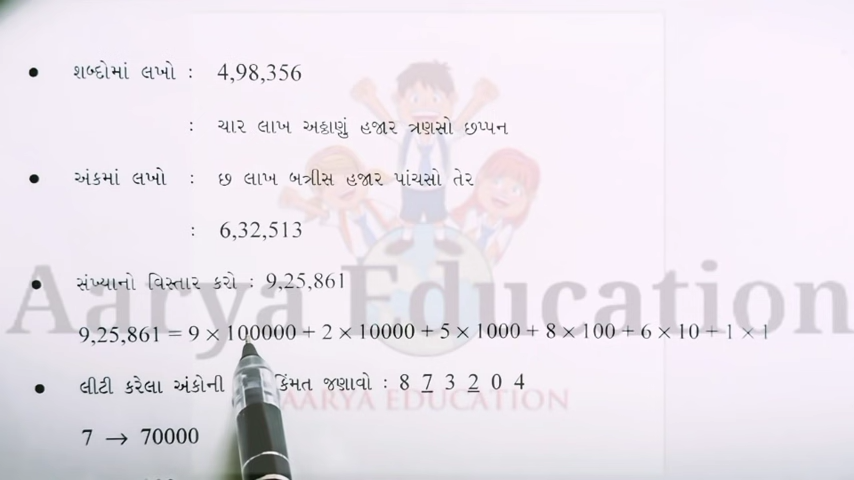 • શબ્દોમાં લખો : 4,98,356
: ચાર લાખ અઠ્ઠાણું હજાર ત્રણસો છપ્પન
• અંકમાં લખો : છ લાખ બત્રીસ હજાર પાંચસો તેર
: 6,32,513
• સંખ્યાનો વિસ્તાર કરો : 9,25,861
Aarya Education
9,25,861 = 9 × 100000 + 2 × 10000 + 5 × 1000 + 8 × 100 + 6 × 10 + 1 × 1
• લીટી કરેલા અંકોની કિંમત જણાવો : 8 7 3 2 0 4
AARYA EDUCATION
7 → 70000